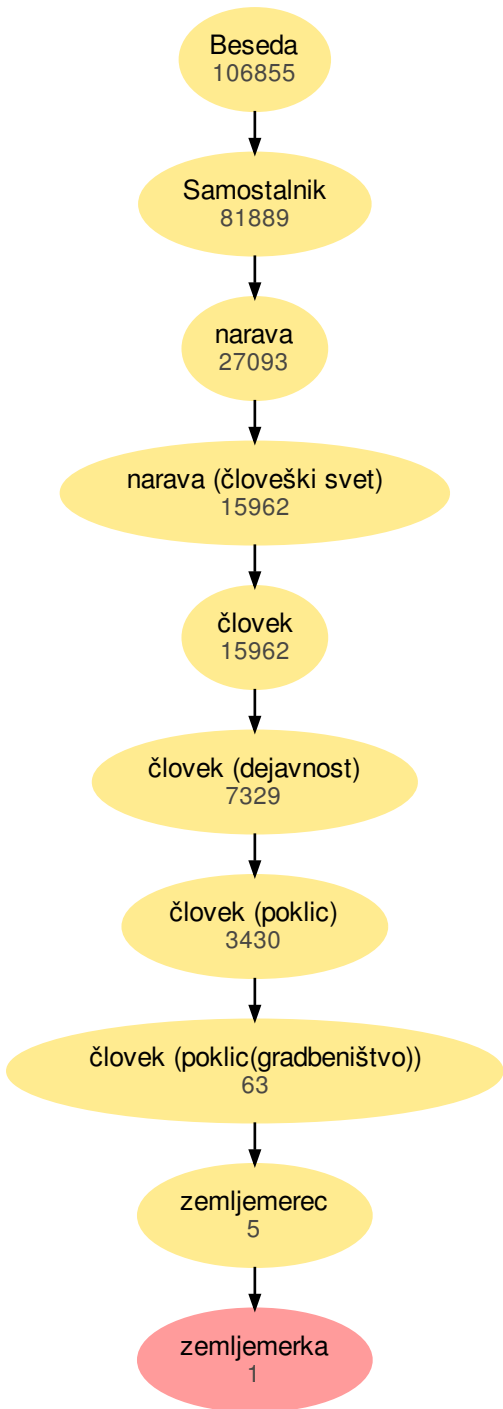 Beseda
106855
Samostalnik
81889
narava
27093
narava (človeški svet)
15962
človek
15962
človek (dejavnost)
7329
človek (poklic)
3430
človek (poklic(gradbeništvo))
63
zemljemerec
5
zemljemerka
1